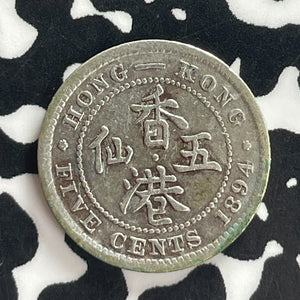 HONG — KONG
香港
五仙
FIVE CENTS 1894